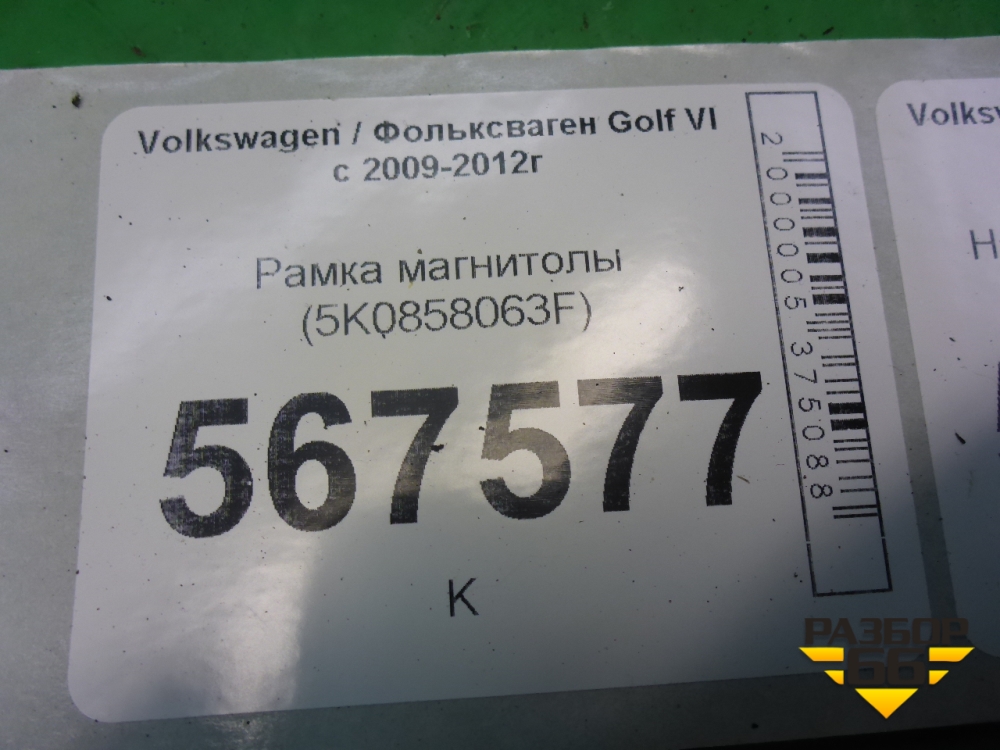 Volkswagen / Фольксваген Golf VI
с 2009-2012г
Рамка магнитолы
(5K0858063F)
567577
К
2000005375088
Volksw
Н
РАЗБОР
66